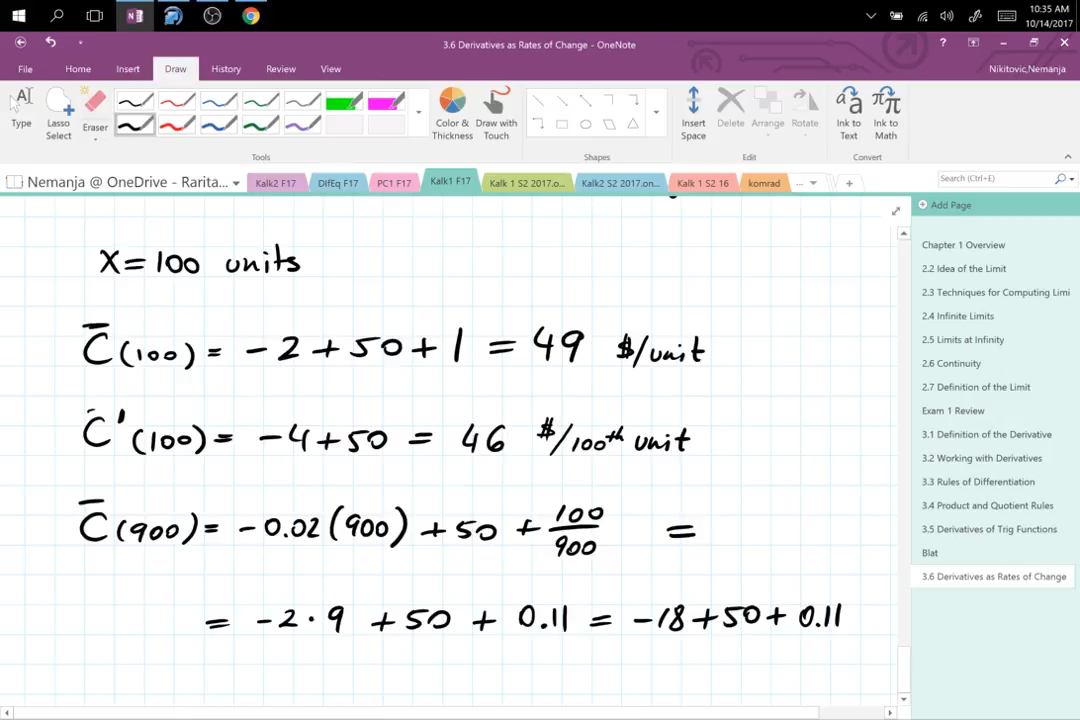 10:35 AM
10/14/2017
3.6 Derivatives as Rates of Change - OneNote
?
File Home Insert Draw History Review View
Nikitovic,Nemanja
Type
Lasso Select
Eraser
Color & Thickness
Draw with Touch
Insert Space
Delete
Arrange
Rotate
Ink to Text
Ink to Math
Tools Shapes Edit Convert
Nemanja @ OneDrive - Rarita... Kalk2 F17 DIfEq F17 PC1 F17 Kalk1 F17 Kalk 1 S2 2017.o... Kalk2 S2 2017.on... Kalk 1 S2 16 komrad ... + Search (Ctrl+E)
x = 100 units
C̄(100) = -2 + 50 + 1 = 49 $/unit
C'(100) = -4 + 50 = 46 $/100th unit
C̄(900) = -0.02(900) + 50 + 100/900 =
= -2 · 9 + 50 + 0.11 = -18 + 50 + 0.11
Add Page
Chapter 1 Overview
2.2 Idea of the Limit
2.3 Techniques for Computing Limi
2.4 Infinite Limits
2.5 Limits at Infinity
2.6 Continuity
2.7 Definition of the Limit
Exam 1 Review
3.1 Definition of the Derivative
3.2 Working with Derivatives
3.3 Rules of Differentiation
3.4 Product and Quotient Rules
3.5 Derivatives of Trig Functions
Blat
3.6 Derivatives as Rates of Change